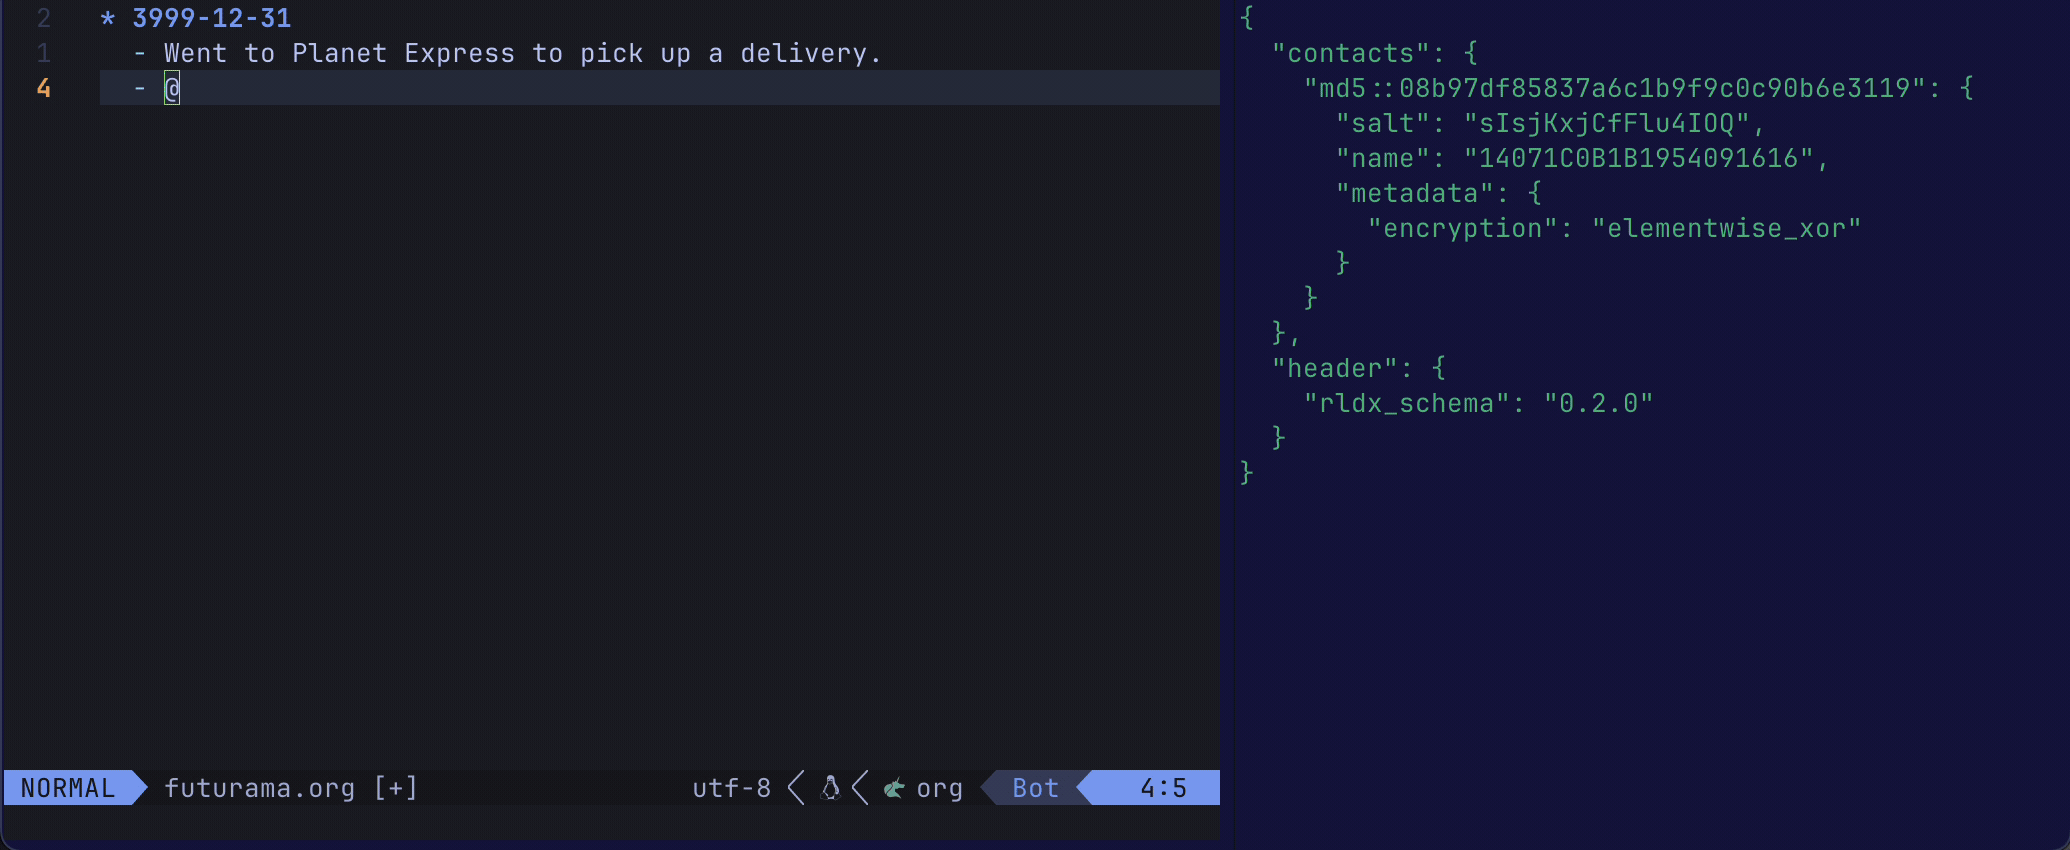 2 * 3999-12-31
1 - Went to Planet Express to pick up a delivery.
4 - @
NORMAL futurama.org [+] utf-8 org Bot 4:5
{
"contacts": {
"md5::08b97df85837a6c1b9f9c0c90b6e3119": {
"salt": "sIsjKxjCfFlu4IOQ",
"name": "14071C0B1B1954091616",
"metadata": {
"encryption": "elementwise_xor"
}
}
},
"header": {
"rldx_schema": "0.2.0"
}
}